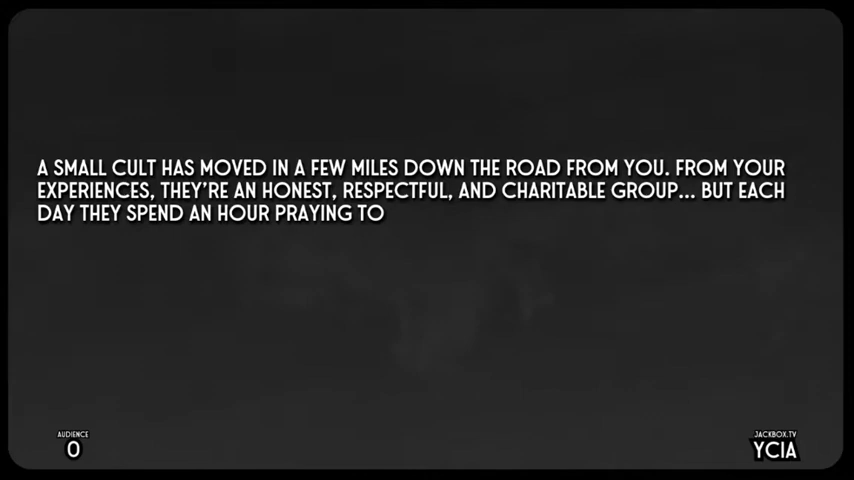 A SMALL CULT HAS MOVED IN A FEW MILES DOWN THE ROAD FROM YOU. FROM YOUR
EXPERIENCES, THEY'RE AN HONEST, RESPECTFUL, AND CHARITABLE GROUP... BUT EACH
DAY THEY SPEND AN HOUR PRAYING TO
AUDIENCE
0
JACKBOX.TV
YCIA